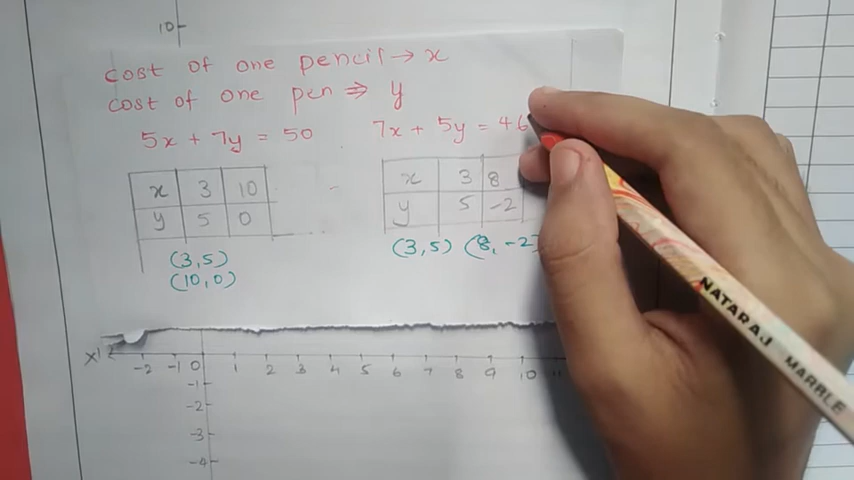 10
cost of one pencil → x
cost of one pen ⇒ y
5x + 7y = 50
7x + 5y = 46
x 3 10
y 5 0
x 3 8
y 5 -2
(3,5)
(10,0)
(3,5) (8, -2)
X' -2 -1 0 1 2 3 4 5 6 7 8 9 10 11
-1
-2
-3
-4
NATARAJ MARBLE